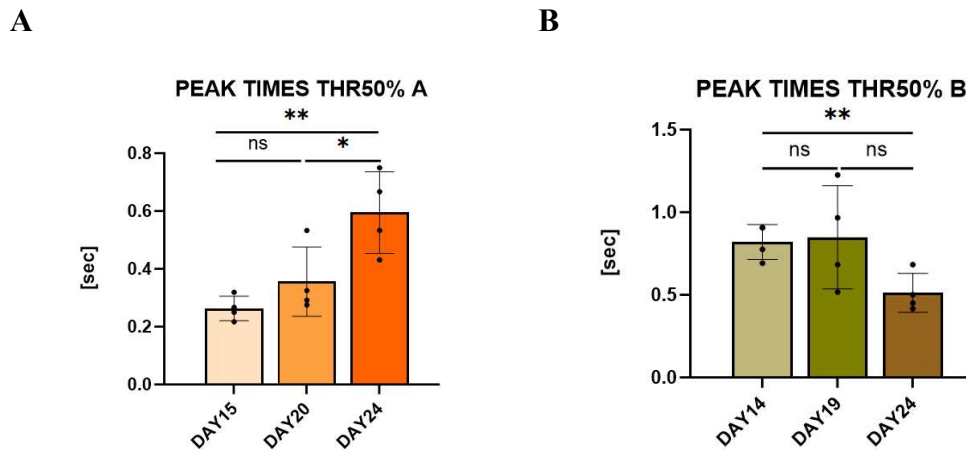 A
PEAK TIMES THR50% A
**
ns
*
0.8
0.6
0.4
0.2
0.0
[sec]
DAY15
DAY20
DAY24
B
PEAK TIMES THR50% B
**
ns
ns
1.5
1.0
0.5
0.0
[sec]
DAY14
DAY19
DAY24